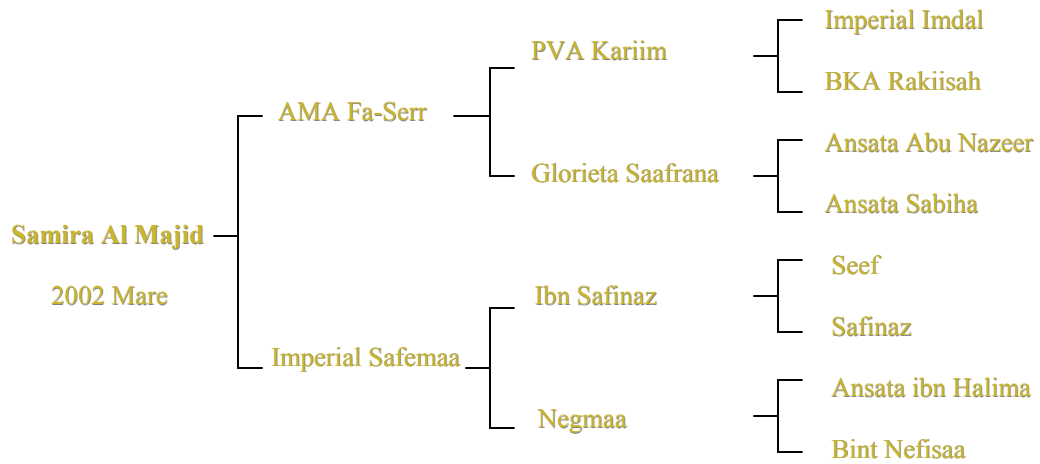 Imperial Imdal
PVA Kariim
BKA Rakiisah
AMA Fa-Serr
Ansata Abu Nazeer
Glorieta Saafrana
Ansata Sabiha
Samira Al Majid
2002 Mare
Seef
Ibn Safinaz
Safinaz
Imperial Safemaa
Ansata ibn Halima
Negmaa
Bint Nefisaa